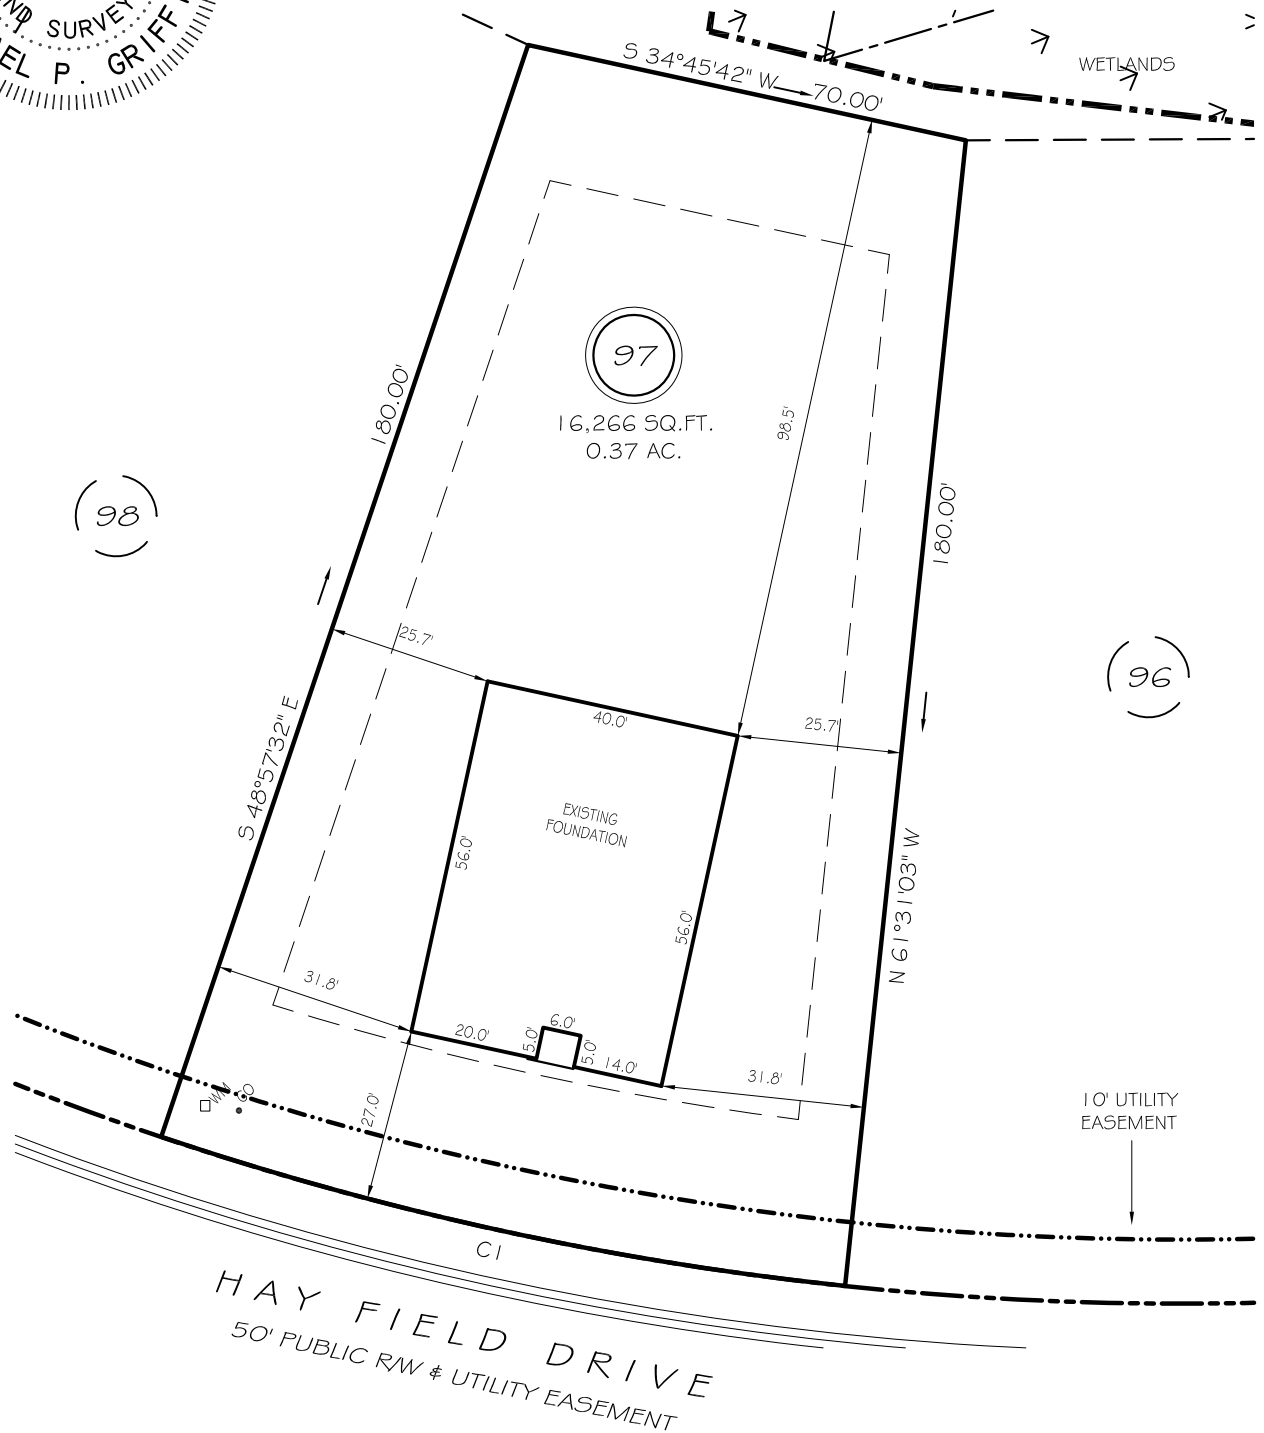 SURVEY
EL P. GRIFF
S 34°45'42" W
70.00'
WETLANDS
97
16,266 SQ.FT.
0.37 AC.
180.00'
98.5'
180.00'
98
96
25.7'
40.0'
25.7'
S 48°57'32" E
EXISTING
FOUNDATION
56.0'
56.0'
N 61°31'03" W
31.8'
20.0'
5.0'
6.0'
5.0'
14.0'
31.8'
WM
CO
27.0'
10' UTILITY
EASEMENT
C1
HAY FIELD DRIVE
50' PUBLIC R/W & UTILITY EASEMENT